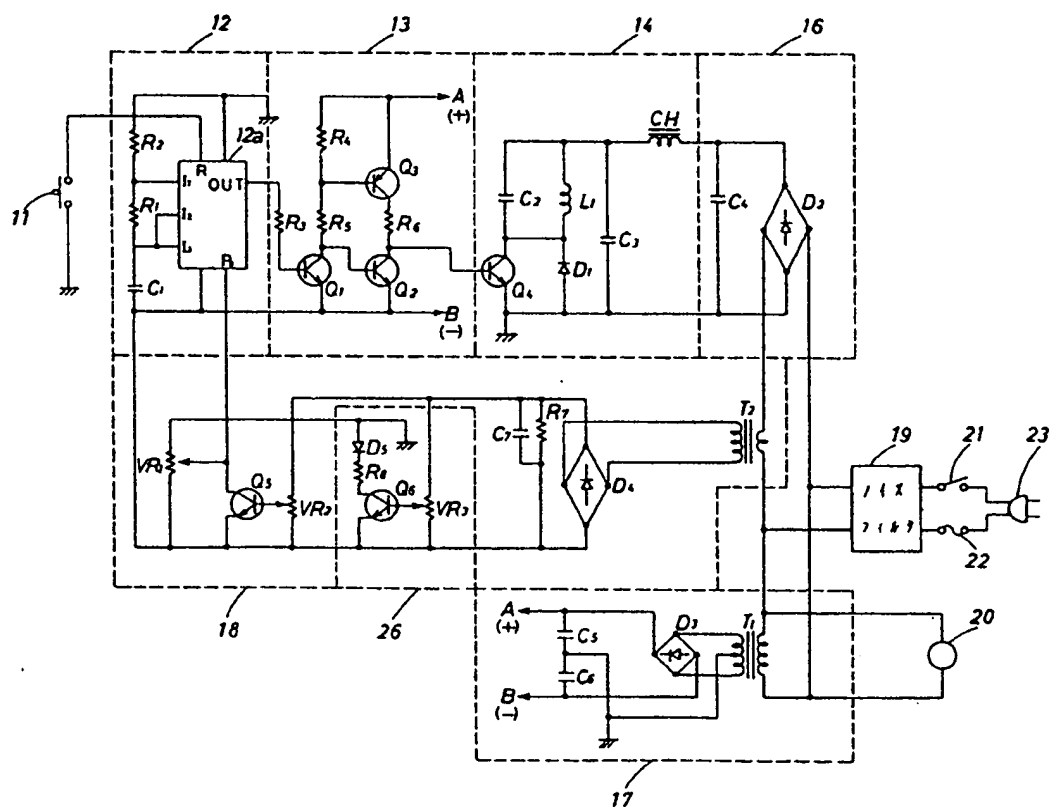 12
13
14
16
A
(+)
CH
R2
12a
R
R4
OUT
Q3
I1
C2
L1
C4
D2
11
R1
I2
R3
R5
R6
C3
D1
C1
Q1
Q2
Q4
B
(-)
R7
T2
C7
19
21
23
D5
VR1
R8
Q5
VR2
Q6
VR3
D4
22
18
26
A
(+)
D3
T1
20
C5
C6
B
(-)
17